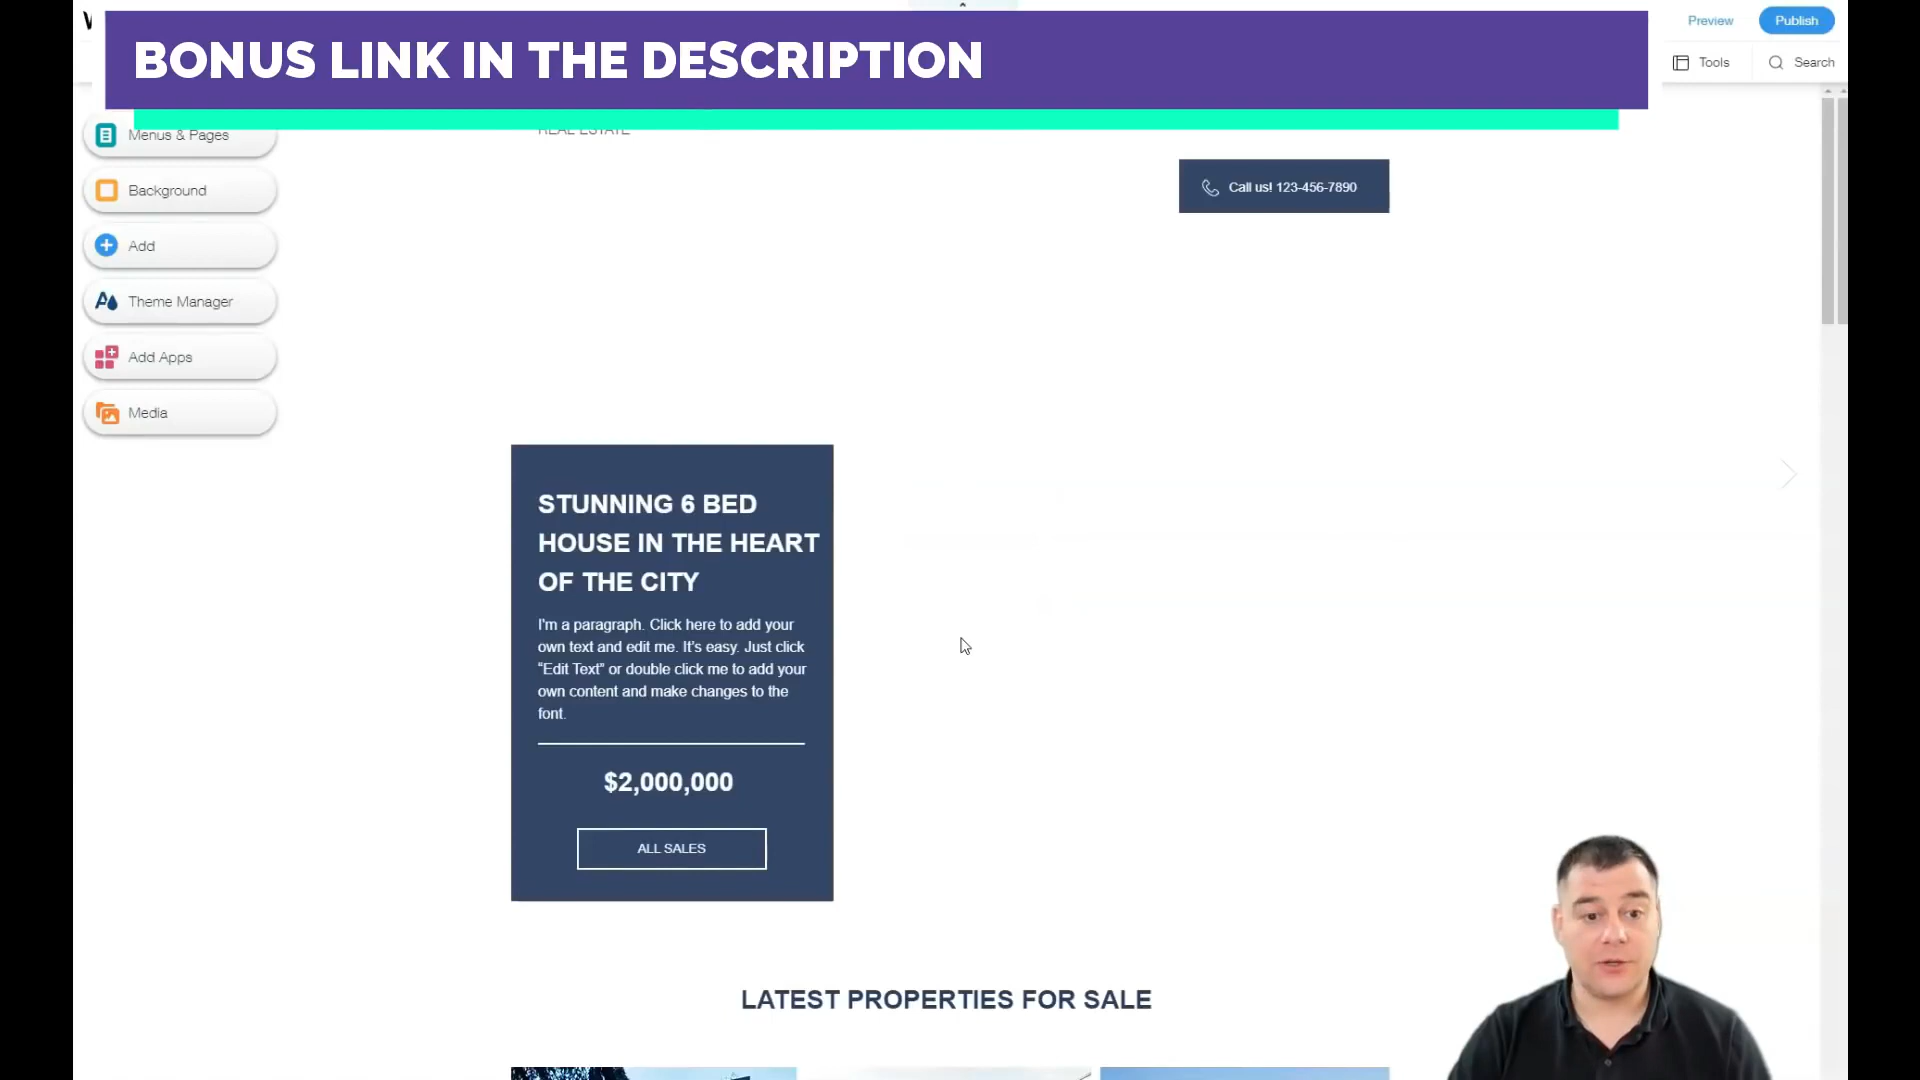 BONUS LINK IN THE DESCRIPTION
Preview
Publish
Tools
Search
Menus & Pages
REAL ESTATE
Background
Call us! 123-456-7890
Add
Theme Manager
Add Apps
Media
STUNNING 6 BED
HOUSE IN THE HEART
OF THE CITY
I'm a paragraph. Click here to add your
own text and edit me. It's easy. Just click
“Edit Text” or double click me to add your
own content and make changes to the
font.
$2,000,000
ALL SALES
LATEST PROPERTIES FOR SALE